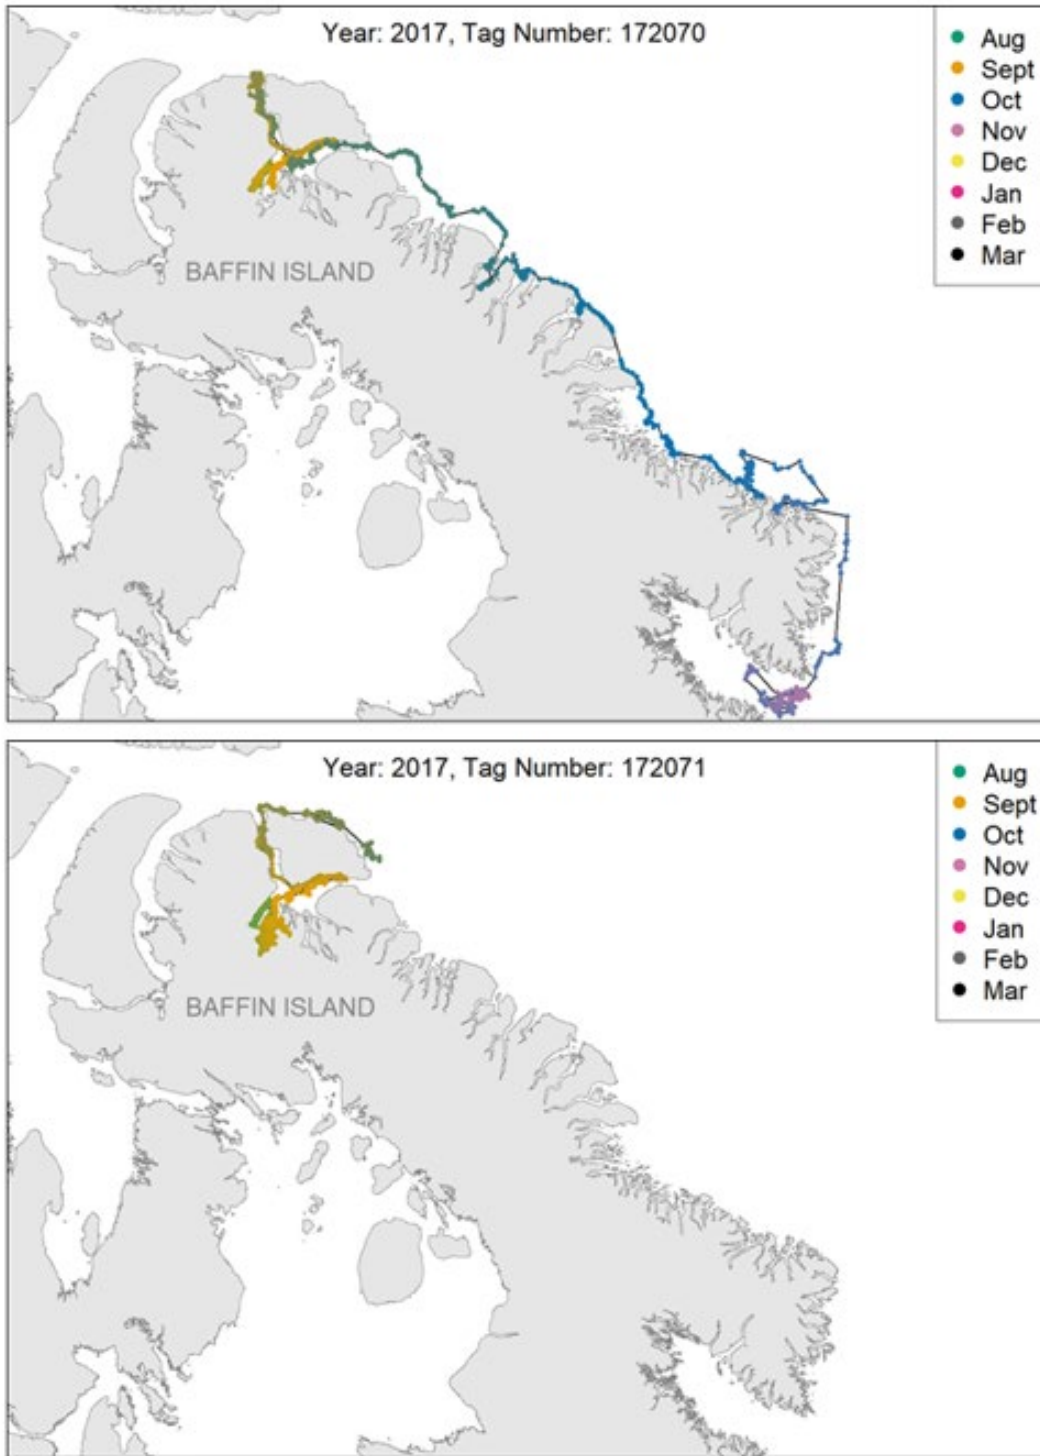 Year: 2017, Tag Number: 172070
Aug
Sept
Oct
Nov
Dec
Jan
Feb
Mar
BAFFIN ISLAND
Year: 2017, Tag Number: 172071
Aug
Sept
Oct
Nov
Dec
Jan
Feb
Mar
BAFFIN ISLAND